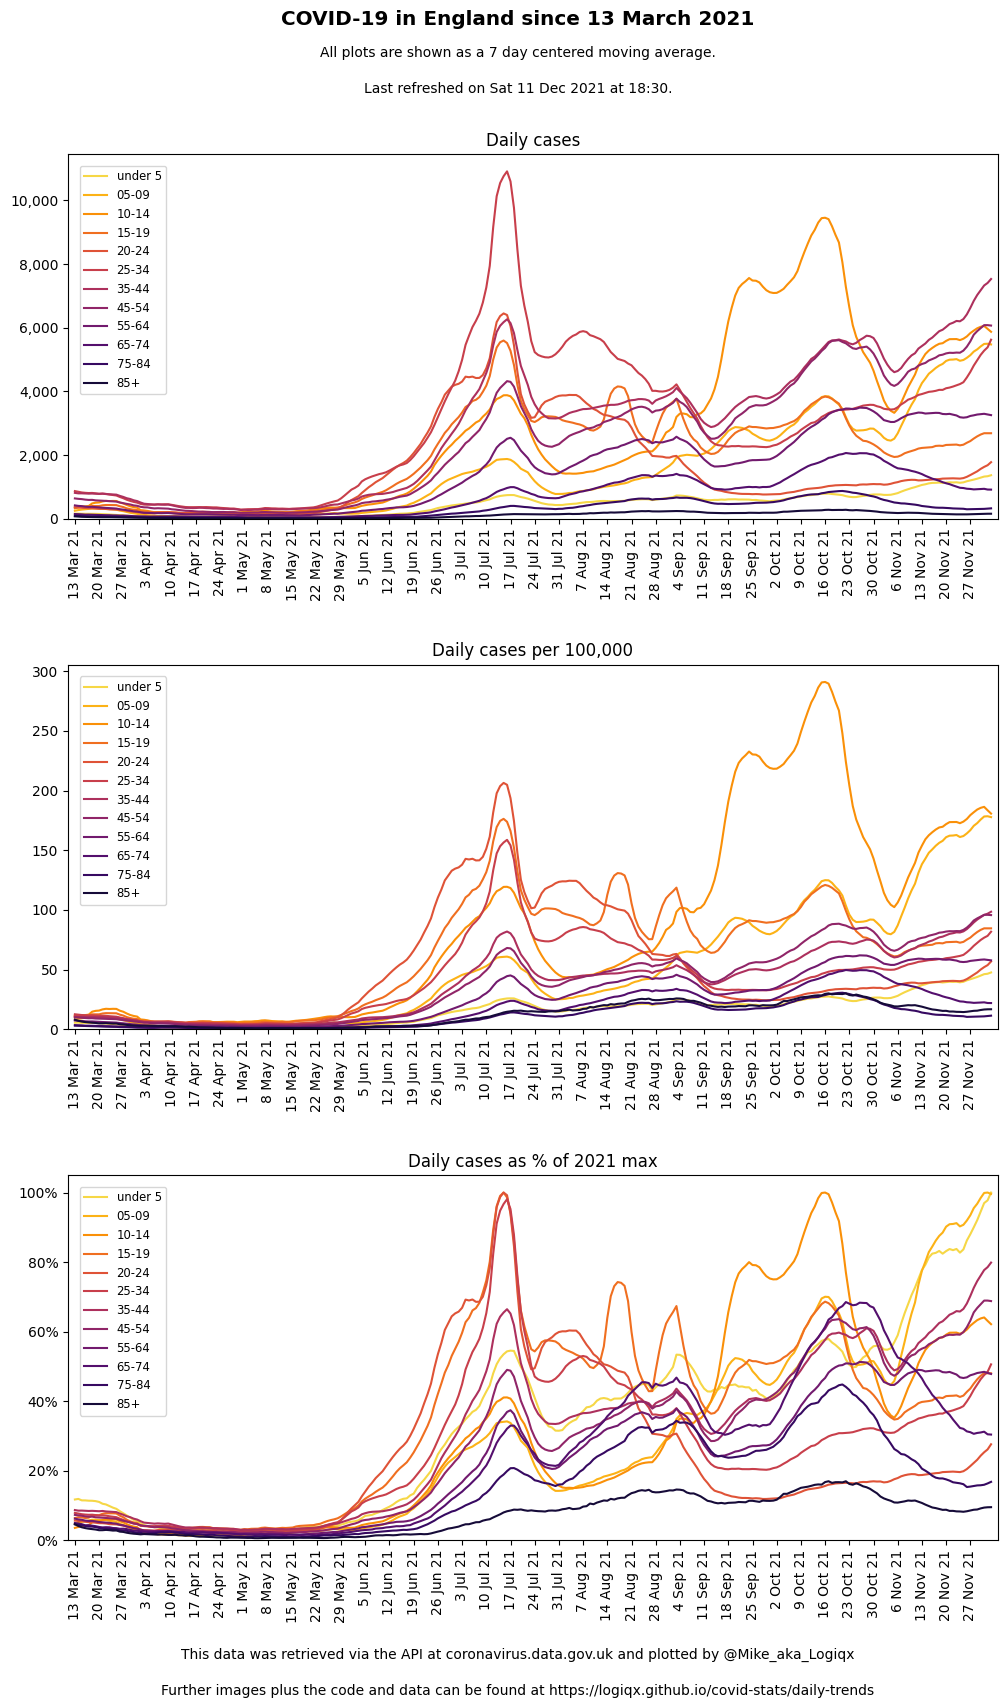 COVID-19 in England since 13 March 2021
All plots are shown as a 7 day centered moving average.
Last refreshed on Sat 11 Dec 2021 at 18:30.
Daily cases
10,000
8,000
6,000
4,000
2,000
0
under 5
05-09
10-14
15-19
20-24
25-34
35-44
45-54
55-64
65-74
75-84
85+
13 Mar 21
20 Mar 21
27 Mar 21
3 Apr 21
10 Apr 21
17 Apr 21
24 Apr 21
1 May 21
8 May 21
15 May 21
22 May 21
29 May 21
5 Jun 21
12 Jun 21
19 Jun 21
26 Jun 21
3 Jul 21
10 Jul 21
17 Jul 21
24 Jul 21
31 Jul 21
7 Aug 21
14 Aug 21
21 Aug 21
28 Aug 21
4 Sep 21
11 Sep 21
18 Sep 21
25 Sep 21
2 Oct 21
9 Oct 21
16 Oct 21
23 Oct 21
30 Oct 21
6 Nov 21
13 Nov 21
20 Nov 21
27 Nov 21
Daily cases per 100,000
300
250
200
150
100
50
0
under 5
05-09
10-14
15-19
20-24
25-34
35-44
45-54
55-64
65-74
75-84
85+
13 Mar 21
20 Mar 21
27 Mar 21
3 Apr 21
10 Apr 21
17 Apr 21
24 Apr 21
1 May 21
8 May 21
15 May 21
22 May 21
29 May 21
5 Jun 21
12 Jun 21
19 Jun 21
26 Jun 21
3 Jul 21
10 Jul 21
17 Jul 21
24 Jul 21
31 Jul 21
7 Aug 21
14 Aug 21
21 Aug 21
28 Aug 21
4 Sep 21
11 Sep 21
18 Sep 21
25 Sep 21
2 Oct 21
9 Oct 21
16 Oct 21
23 Oct 21
30 Oct 21
6 Nov 21
13 Nov 21
20 Nov 21
27 Nov 21
Daily cases as % of 2021 max
100%
80%
60%
40%
20%
0%
under 5
05-09
10-14
15-19
20-24
25-34
35-44
45-54
55-64
65-74
75-84
85+
13 Mar 21
20 Mar 21
27 Mar 21
3 Apr 21
10 Apr 21
17 Apr 21
24 Apr 21
1 May 21
8 May 21
15 May 21
22 May 21
29 May 21
5 Jun 21
12 Jun 21
19 Jun 21
26 Jun 21
3 Jul 21
10 Jul 21
17 Jul 21
24 Jul 21
31 Jul 21
7 Aug 21
14 Aug 21
21 Aug 21
28 Aug 21
4 Sep 21
11 Sep 21
18 Sep 21
25 Sep 21
2 Oct 21
9 Oct 21
16 Oct 21
23 Oct 21
30 Oct 21
6 Nov 21
13 Nov 21
20 Nov 21
27 Nov 21
This data was retrieved via the API at coronavirus.data.gov.uk and plotted by @Mike_aka_Logiqx
Further images plus the code and data can be found at https://logiqx.github.io/covid-stats/daily-trends